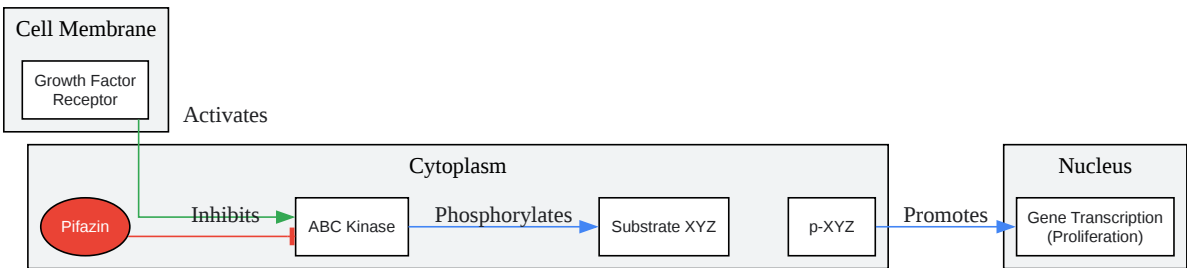 Cell Membrane
Growth Factor
Receptor
Activates
Cytoplasm
Nucleus
Pifazin
Inhibits
ABC Kinase
Phosphorylates
Substrate XYZ
p-XYZ
Promotes
Gene Transcription
(Proliferation)